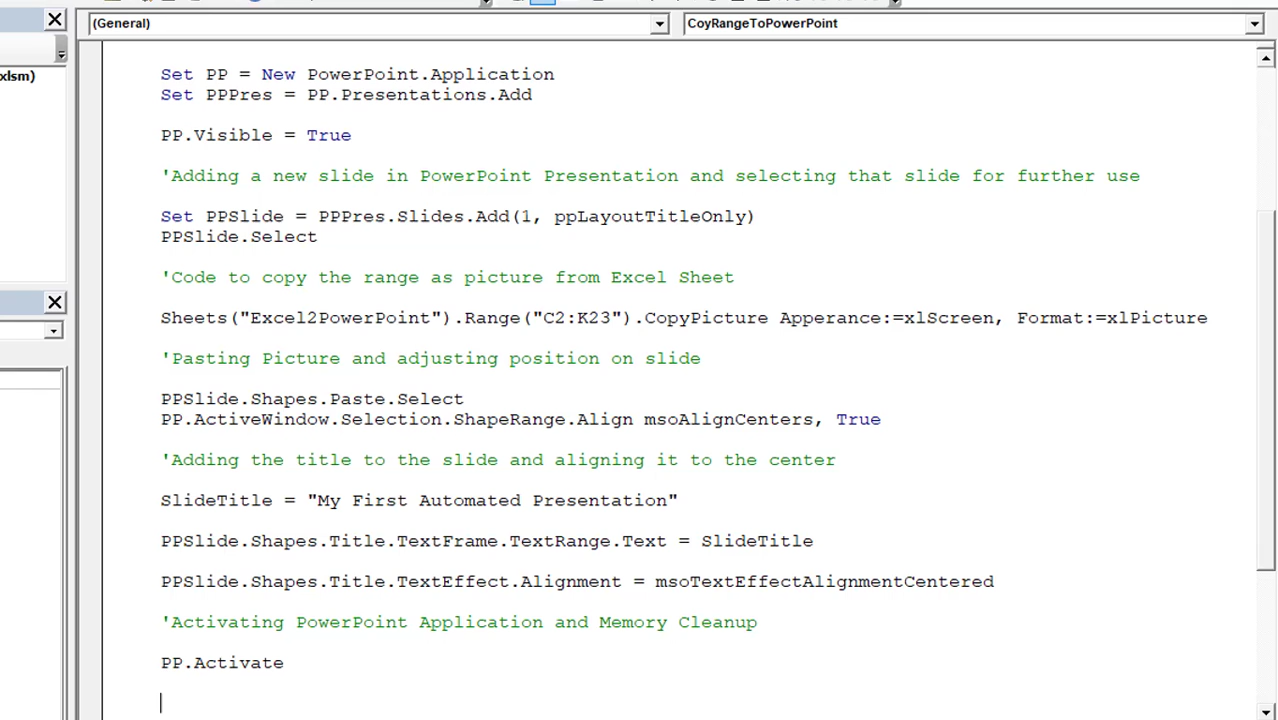 (General)
CoyRangeToPowerPoint
xlsm)
Set PP = New PowerPoint.Application
Set PPPres = PP.Presentations.Add
PP.Visible = True
'Adding a new slide in PowerPoint Presentation and selecting that slide for further use
Set PPSlide = PPPres.Slides.Add(1, ppLayoutTitleOnly)
PPSlide.Select
'Code to copy the range as picture from Excel Sheet
Sheets("Excel2PowerPoint").Range("C2:K23").CopyPicture Apperance:=xlScreen, Format:=xlPicture
'Pasting Picture and adjusting position on slide
PPSlide.Shapes.Paste.Select
PP.ActiveWindow.Selection.ShapeRange.Align msoAlignCenters, True
'Adding the title to the slide and aligning it to the center
SlideTitle = "My First Automated Presentation"
PPSlide.Shapes.Title.TextFrame.TextRange.Text = SlideTitle
PPSlide.Shapes.Title.TextEffect.Alignment = msoTextEffectAlignmentCentered
'Activating PowerPoint Application and Memory Cleanup
PP.Activate